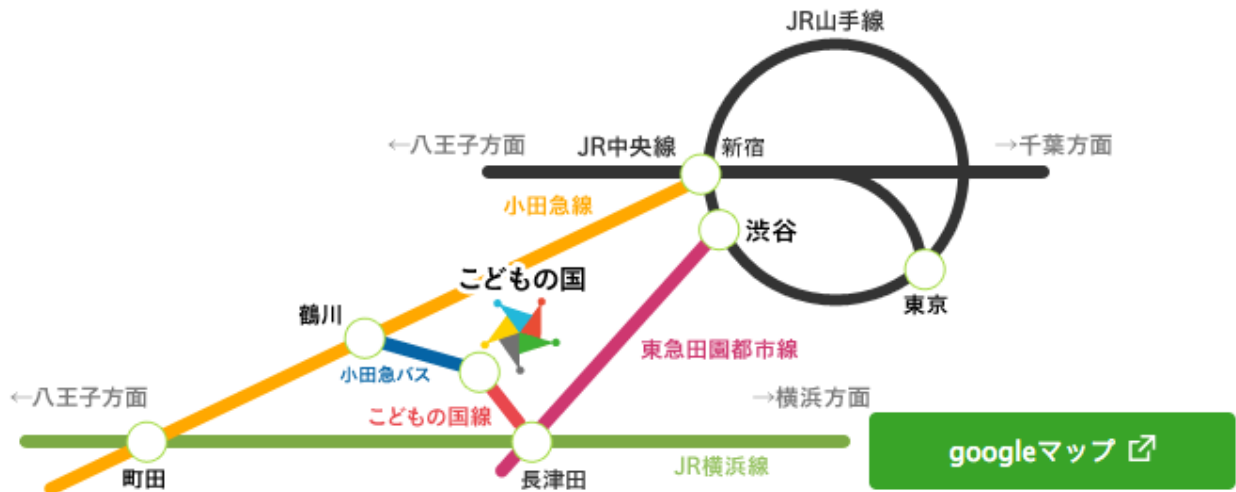 JR山手線
←八王子方面
JR中央線
新宿
→千葉方面
小田急線
渋谷
こどもの国
東京
鶴川
東急田園都市線
小田急バス
←八王子方面
こどもの国線
→横浜方面
googleマップ
JR横浜線
町田
長津田